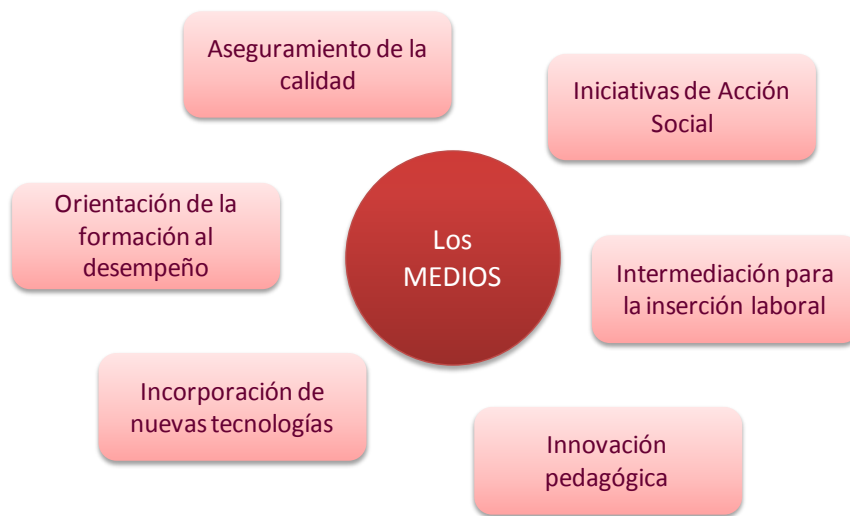 Aseguramiento de la
calidad
Iniciativas de Acción
Social
Orientación de la
formación al
desempeño
Los
MEDIOS
Intermediación para
la inserción laboral
Incorporación de
nuevas tecnologías
Innovación
pedagógica